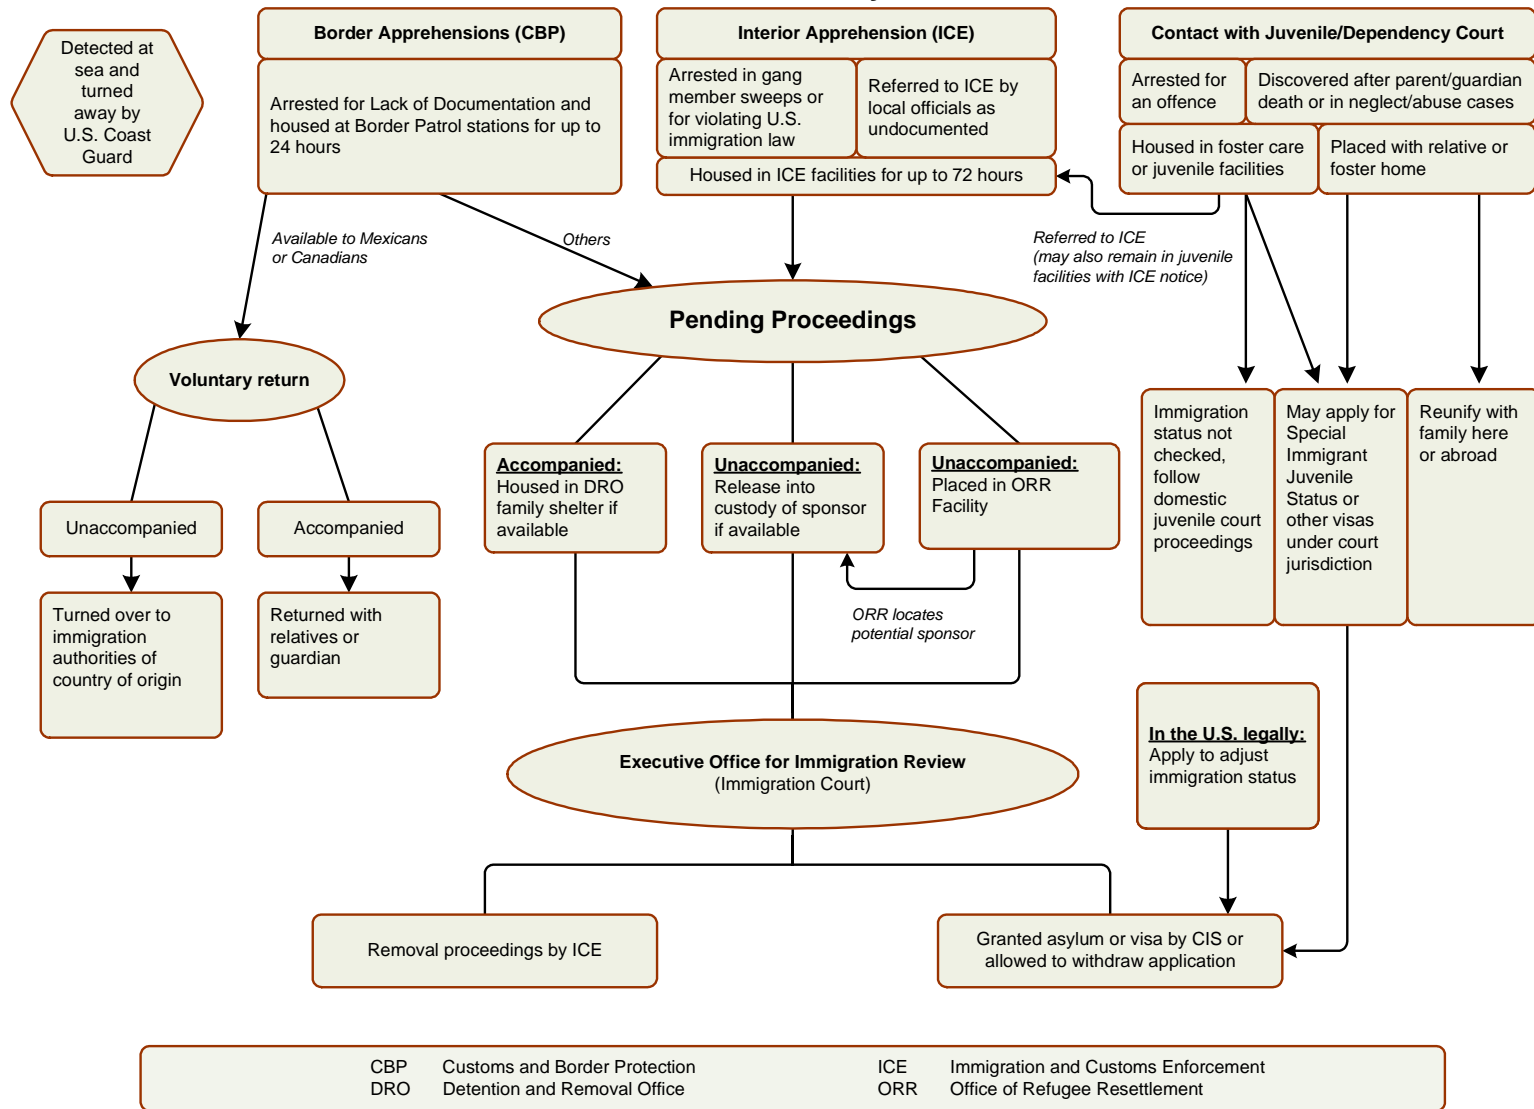 Detected at
sea and
turned
away by
U.S. Coast
Guard
Border Apprehensions (CBP)
Arrested for Lack of Documentation and
housed at Border Patrol stations for up to
24 hours
Interior Apprehension (ICE)
Arrested in gang
member sweeps or
for violating U.S.
immigration law
Referred to ICE by
local officials as
undocumented
Housed in ICE facilities for up to 72 hours
Contact with Juvenile/Dependency Court
Arrested for
an offence
Discovered after parent/guardian
death or in neglect/abuse cases
Housed in foster care
or juvenile facilities
Placed with relative or
foster home
Available to Mexicans
or Canadians
Others
Referred to ICE
(may also remain in juvenile
facilities with ICE notice)
Pending Proceedings
Voluntary return
Unaccompanied
Accompanied
Turned over to
immigration
authorities of
country of origin
Returned with
relatives or
guardian
Accompanied:
Housed in DRO
family shelter if
available
Unaccompanied:
Release into
custody of sponsor
if available
Unaccompanied:
Placed in ORR
Facility
ORR locates
potential sponsor
Immigration
status not
checked,
follow
domestic
juvenile court
proceedings
May apply for
Special
Immigrant
Juvenile
Status or
other visas
under court
jurisdiction
Reunify with
family here
or abroad
Executive Office for Immigration Review
(Immigration Court)
In the U.S. legally:
Apply to adjust
immigration status
Removal proceedings by ICE
Granted asylum or visa by CIS or
allowed to withdraw application
CBP Customs and Border Protection
DRO Detention and Removal Office
ICE Immigration and Customs Enforcement
ORR Office of Refugee Resettlement